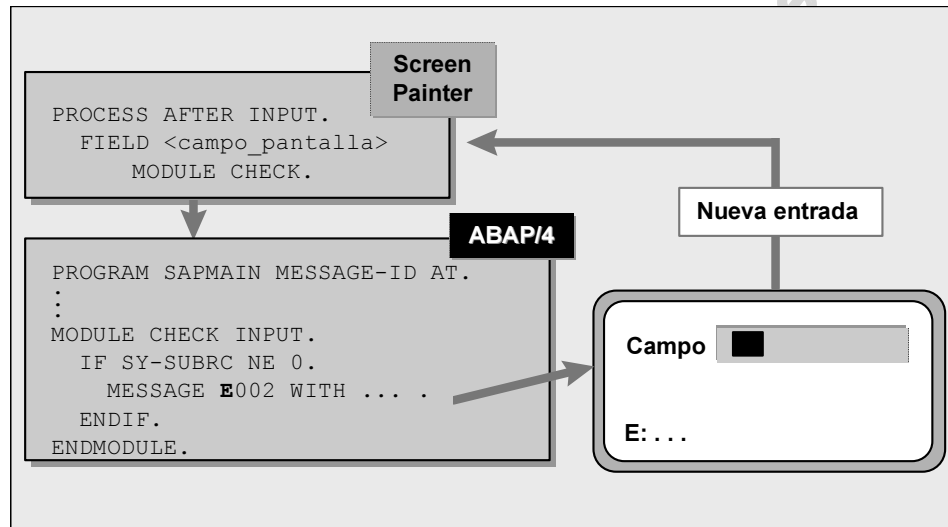 Screen
Painter
PROCESS AFTER INPUT.
FIELD <campo_pantalla>
MODULE CHECK.
Nueva entrada
ABAP/4
PROGRAM SAPMAIN MESSAGE-ID AT.
:
:
MODULE CHECK INPUT.
IF SY-SUBRC NE 0.
MESSAGE E002 WITH ... .
ENDIF.
ENDMODULE.
Campo
E: . . .